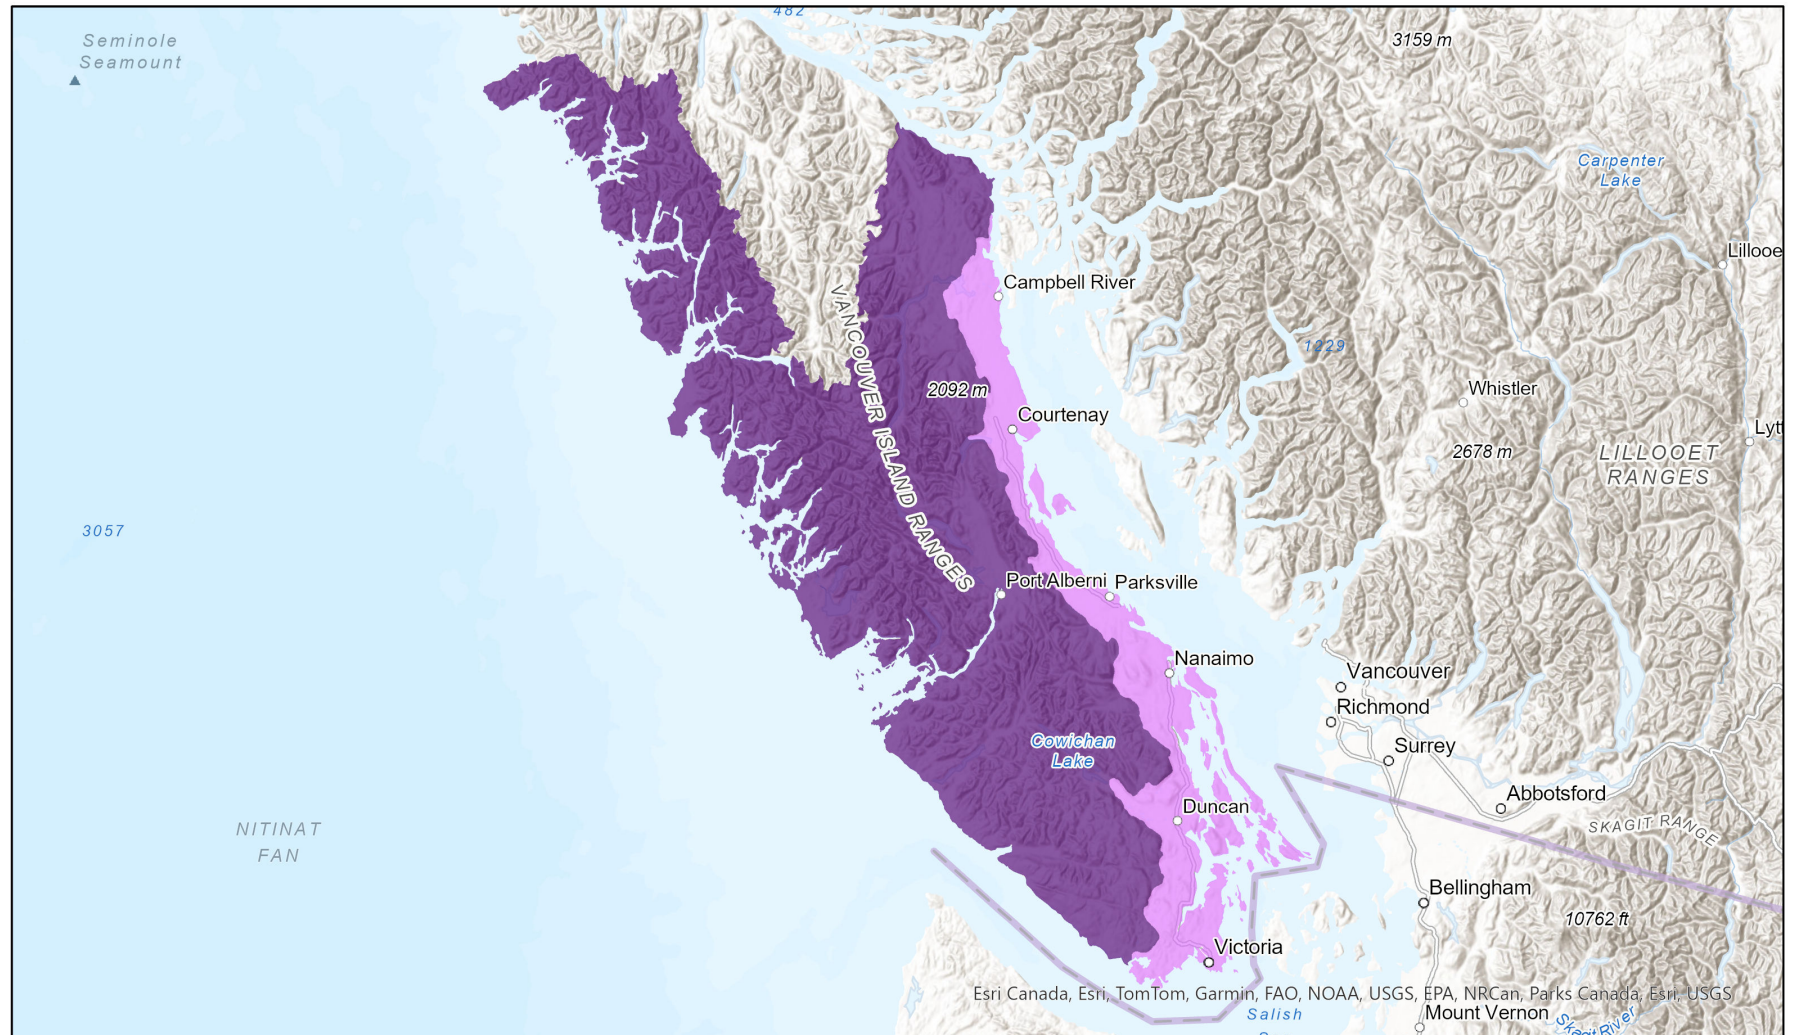 482
Seminole
Seamount
3159 m
Carpenter
Lake
Lillooe
Campbell River
VANCOUVER ISLAND RANGES
1229
2092 m
Whistler
Courtenay
Lytt
2678 m
LILLOOET
RANGES
3057
Port Alberni
Parksville
Nanaimo
Vancouver
Richmond
Cowichan
Lake
Surrey
Abbotsford
Duncan
SKAGIT RANGE
NITINAT
FAN
Bellingham
10762 ft
Victoria
Esri Canada, Esri, TomTom, Garmin, FAO, NOAA, USGS, EPA, NRCan, Parks Canada, Esri, USGS
Salish
S
Mount Vernon
Skagit River